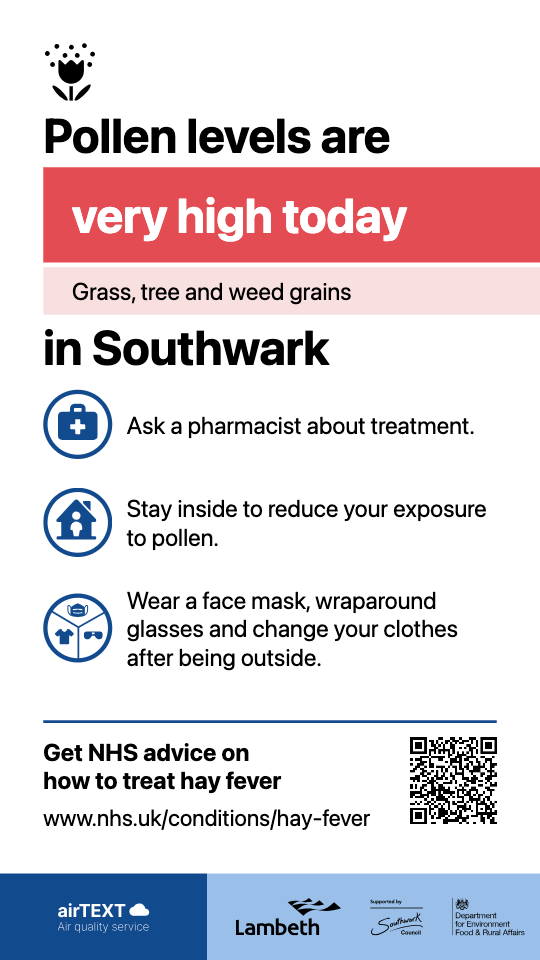 Pollen levels are
very high today
Grass, tree and weed grains
in Southwark
Ask a pharmacist about treatment.
Stay inside to reduce your exposure
to pollen.
Wear a face mask, wraparound
glasses and change your clothes
after being outside.
Get NHS advice on
how to treat hay fever
www.nhs.uk/conditions/hay-fever
airTEXT
Air quality service
Lambeth
Supported by
Southwark
Council
Department
for Environment
Food & Rural Affairs